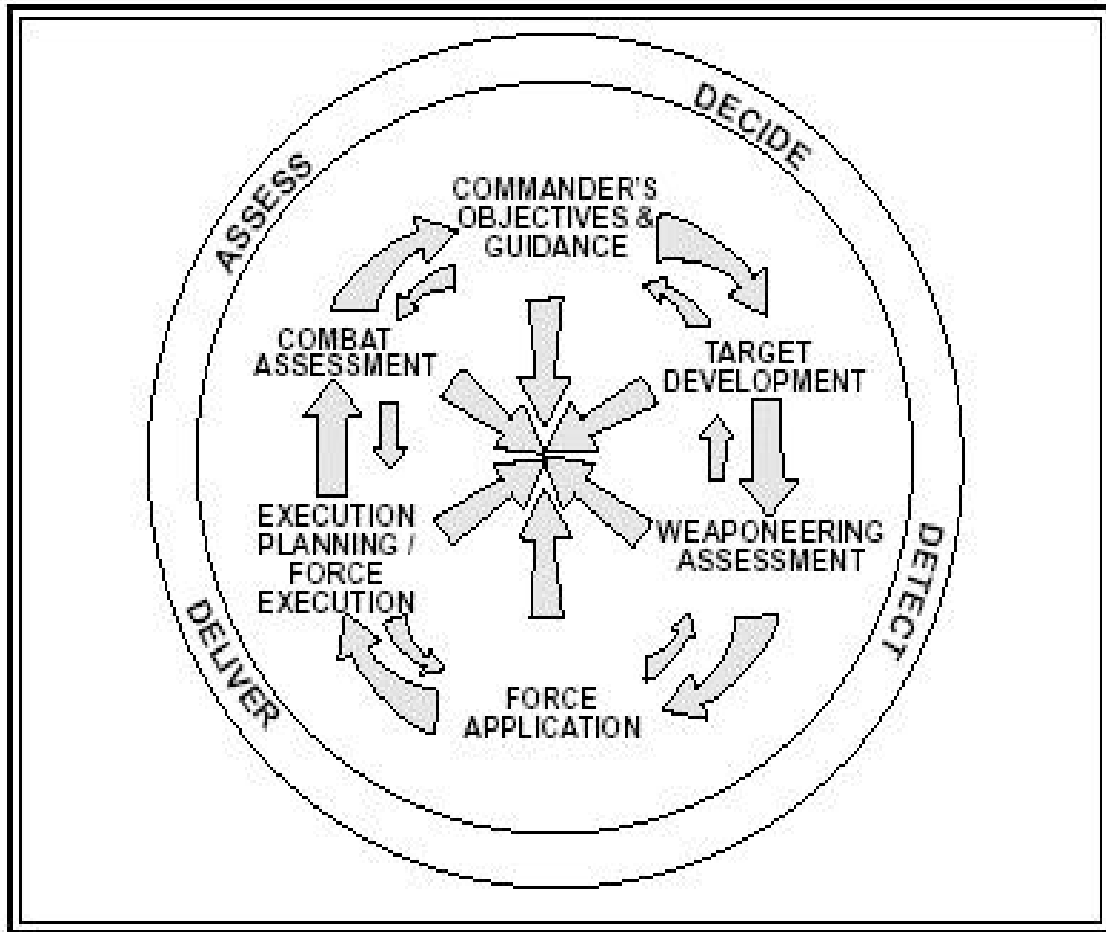 DECIDE
ASSESS
COMMANDER'S
OBJECTIVES &
GUIDANCE
COMBAT
ASSESSMENT
TARGET
DEVELOPMENT
EXECUTION
PLANNING /
FORCE
EXECUTION
WEAPONEERING
ASSESSMENT
DETECT
DELIVER
FORCE
APPLICATION